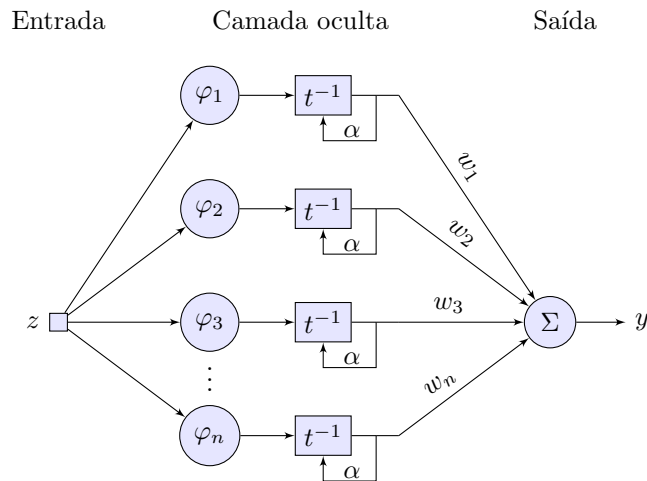 Entrada Camada oculta Saída
φ₁ t⁻¹
α
w₁
φ₂ t⁻¹
α
w₂
z φ₃ t⁻¹ w₃ Σ y
α
⋮
φₙ t⁻¹ wₙ
α